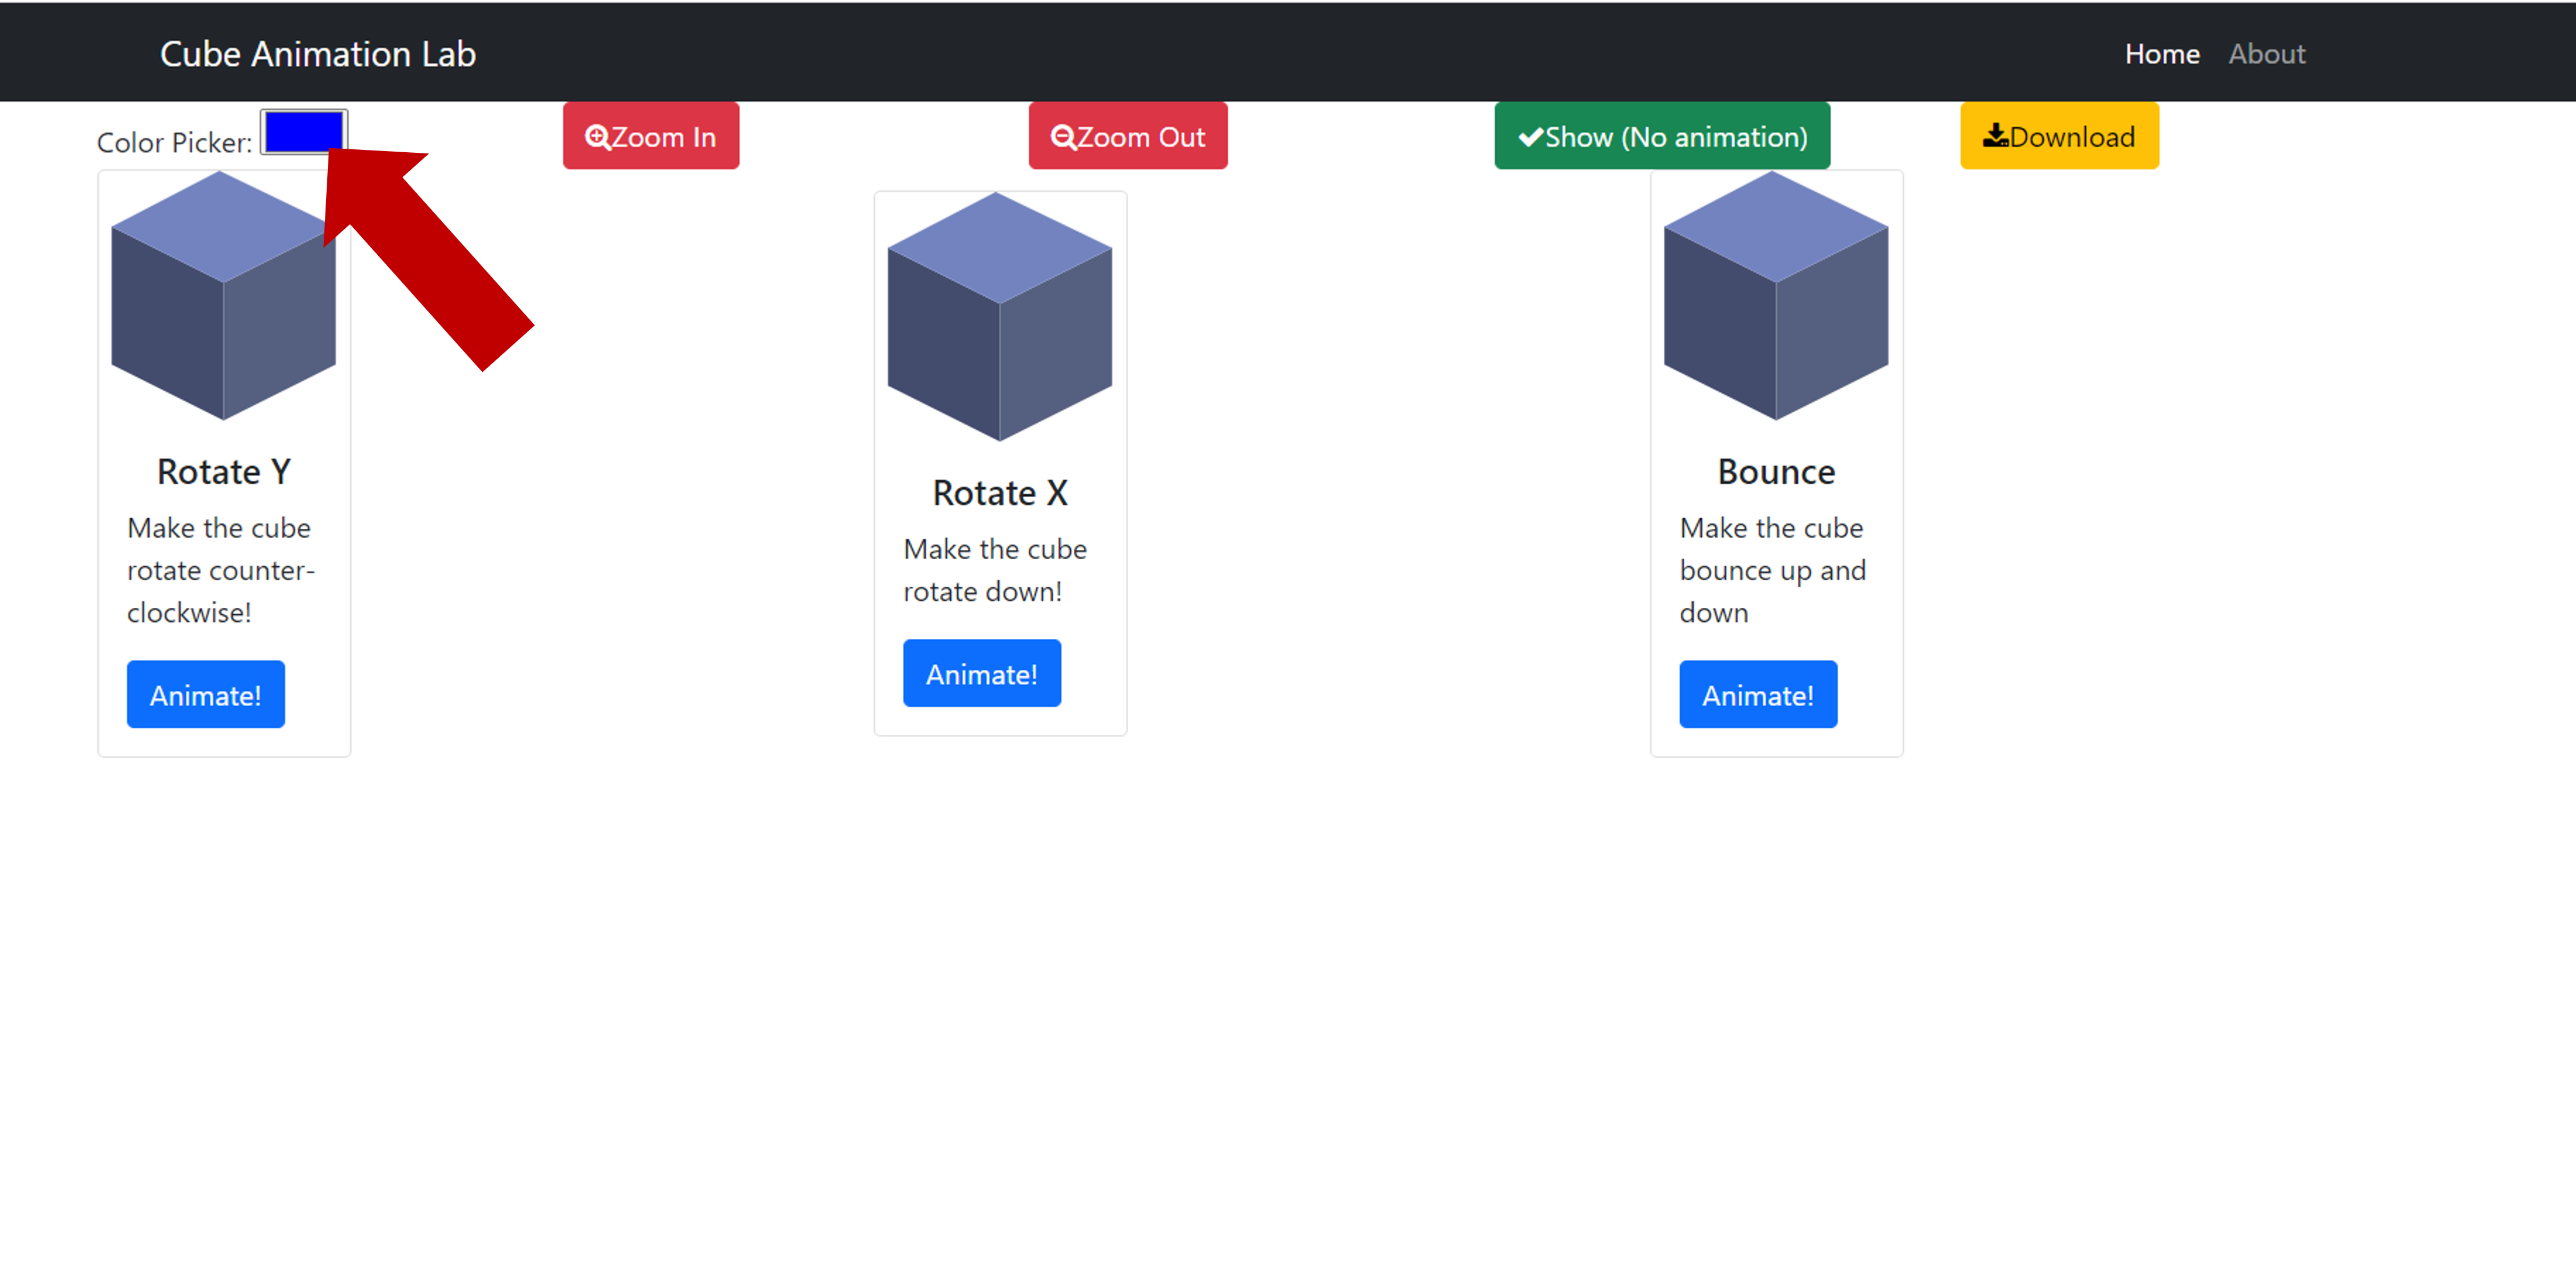 Cube Animation Lab
Home About
Color Picker:
Zoom In
Zoom Out
Show (No animation)
Download
Rotate Y
Make the cube
rotate counter-
clockwise!
Animate!
Rotate X
Make the cube
rotate down!
Animate!
Bounce
Make the cube
bounce up and
down
Animate!